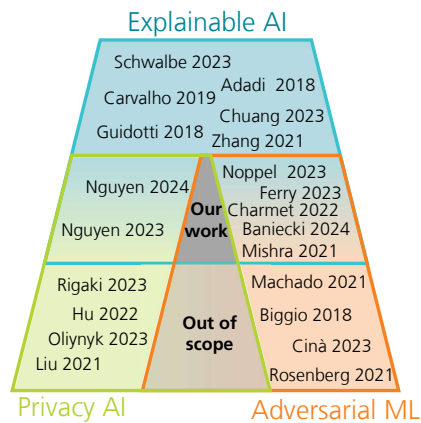 Explainable AI
Schwalbe 2023
Adadi 2018
Carvalho 2019
Chuang 2023
Guidotti 2018
Zhang 2021
Noppel 2023
Nguyen 2024
Ferry 2023
Our
work
Charmet 2022
Nguyen 2023
Baniecki 2024
Mishra 2021
Rigaki 2023
Machado 2021
Hu 2022
Biggio 2018
Out of
scope
Oliynyk 2023
Cinà 2023
Liu 2021
Rosenberg 2021
Privacy AI
Adversarial ML